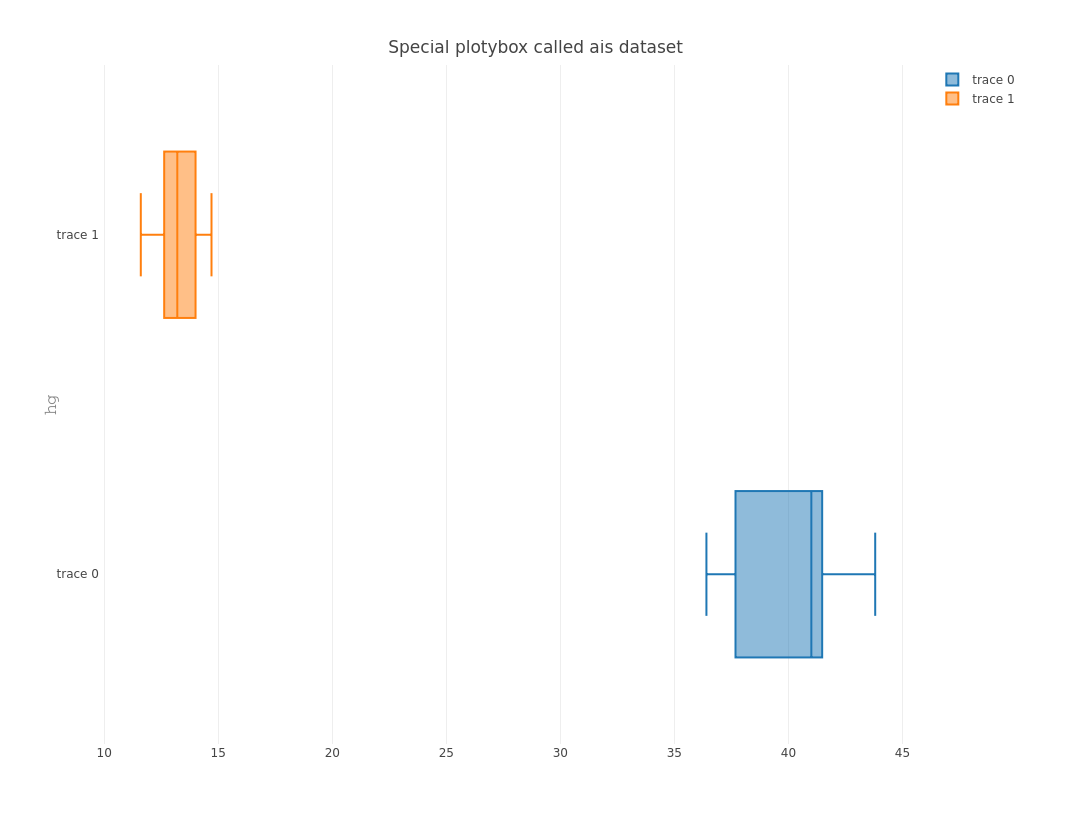 Special plotybox called ais dataset
trace 0
trace 1
trace 1
hg
trace 0
10 15 20 25 30 35 40 45